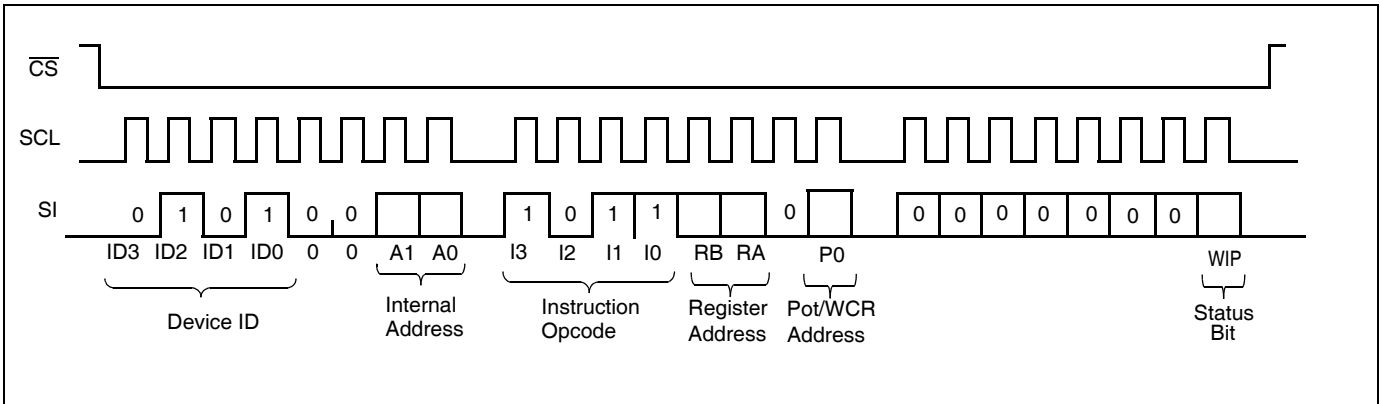 CS
SCL
SI
0 1 0 1 0 0 1 0 1 1 0 0 0 0 0 0 0 0
ID3 ID2 ID1 ID0 0 0 A1 A0 I3 I2 I1 I0 RB RA P0 WIP
Device ID
Internal
Address
Instruction
Opcode
Register
Address
Pot/WCR
Address
Status
Bit